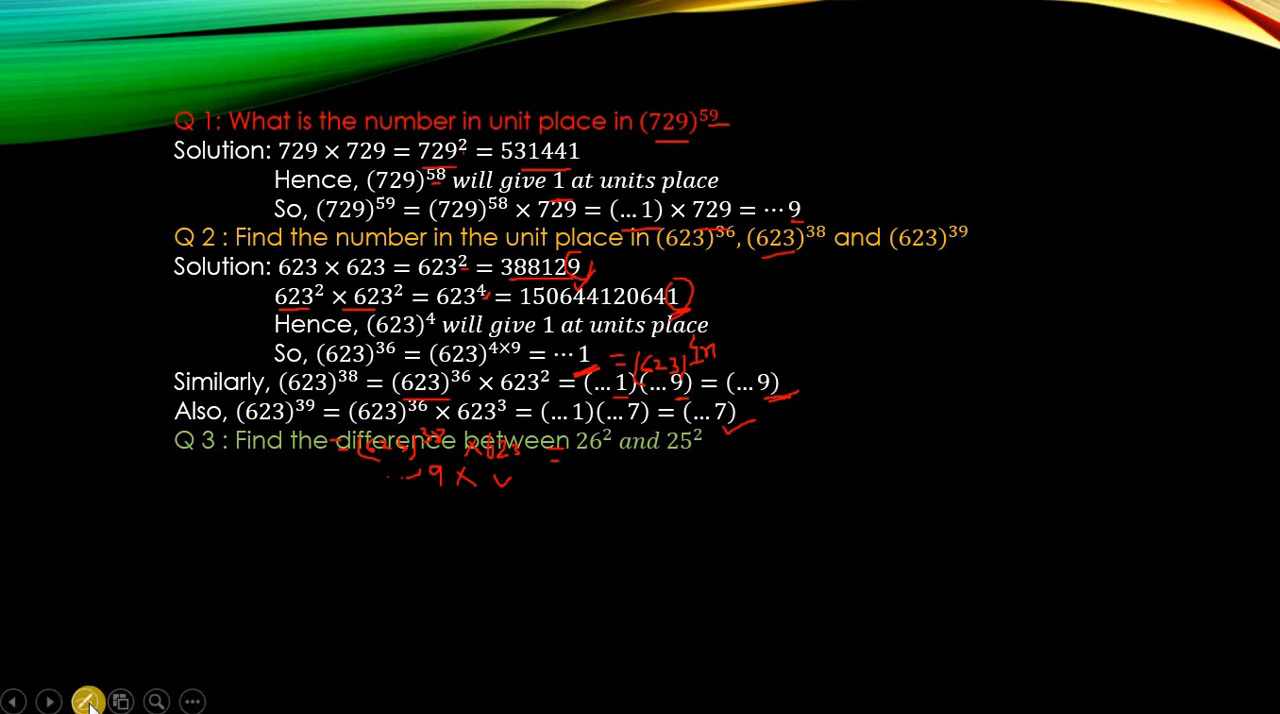 Q 1: What is the number in unit place in (729)⁵⁹
Solution: 729 × 729 = 729² = 531441
Hence, (729)⁵⁸ will give 1 at units place
So, (729)⁵⁹ = (729)⁵⁸ × 729 = (… 1) × 729 = ⋯ 9
Q 2 : Find the number in the unit place in (623)³⁶, (623)³⁸ and (623)³⁹
Solution: 623 × 623 = 623² = 388129
623² × 623² = 623⁴ = 150644120641
Hence, (623)⁴ will give 1 at units place
So, (623)³⁶ = (623)⁴ˣ⁹ = ⋯ 1 = (623)
Similarly, (623)³⁸ = (623)³⁶ × 623² = (… 1)(… 9) = (… 9)
Also, (623)³⁹ = (623)³⁶ × 623³ = (… 1)(… 7) = (… 7)
Q 3 : Find the difference between 26² and 25²
= (623)³⁸ × 623 =
... 9 ×